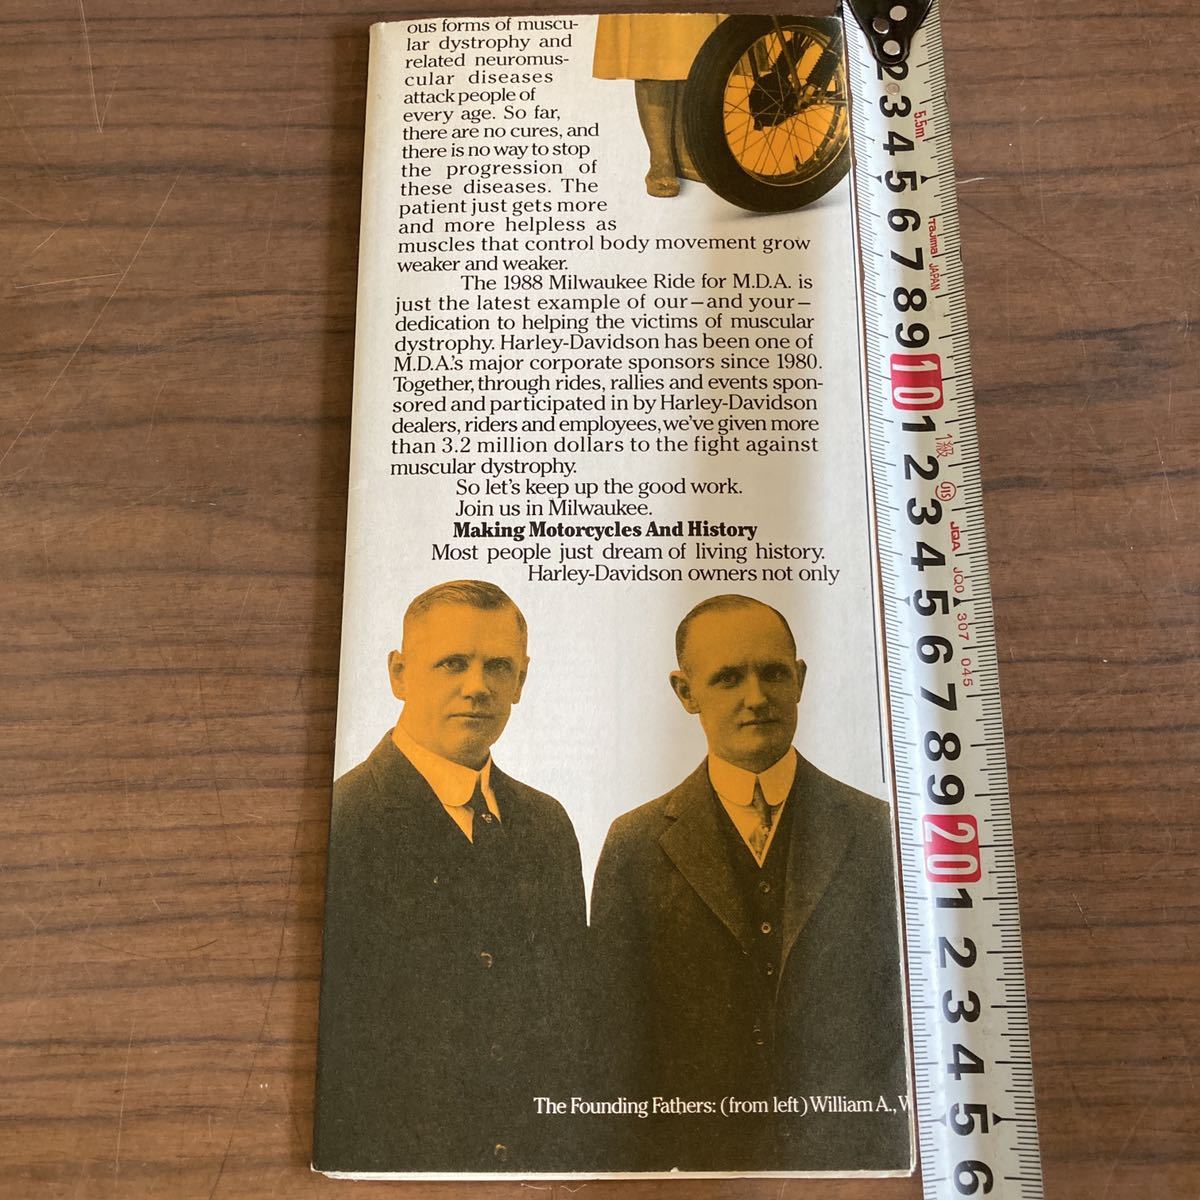 ous forms of muscu-
lar dystrophy and
related neuromus-
cular diseases
attack people of
every age. So far,
there are no cures, and
there is no way to stop
the progression of
these diseases. The
patient just gets more
and more helpless as
muscles that control body movement grow
weaker and weaker.
The 1988 Milwaukee Ride for M.D.A. is
just the latest example of our—and your—
dedication to helping the victims of muscular
dystrophy. Harley-Davidson has been one of
M.D.A.'s major corporate sponsors since 1980.
Together, through rides, rallies and events spon-
sored and participated in by Harley-Davidson
dealers, riders and employees, we've given more
than 3.2 million dollars to the fight against
muscular dystrophy.
So let's keep up the good work.
Join us in Milwaukee.
Making Motorcycles And History
Most people just dream of living history.
Harley-Davidson owners not only
The Founding Fathers: (from left) William A., W
2
3
4
5
6
7
8
9
10
1
2
3
4
5
6
7
8
9
20
1
2
3
4
5
6
5.5m
Tajima JAPAN
1級
JIS
JQA JQ0 307 045